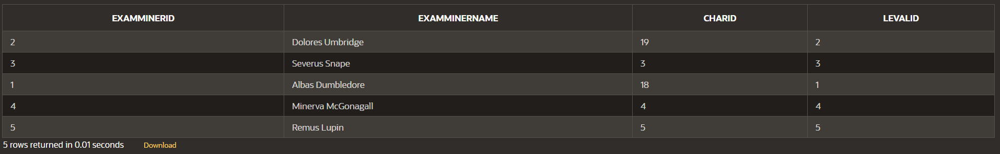 EXAMMINERID EXAMMINERNAME CHARID LEVALID
2 Dolores Umbridge 19 2
3 Severus Snape 3 3
1 Albas Dumbledore 18 1
4 Minerva McGonagall 4 4
5 Remus Lupin 5 5
5 rows returned in 0.01 seconds Download